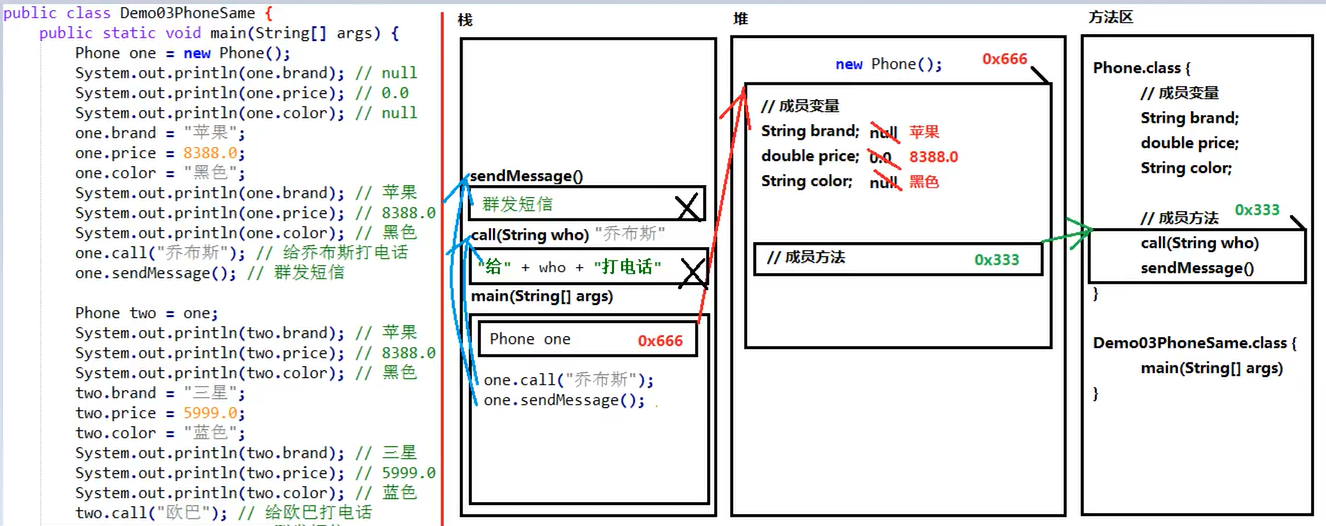 public class Demo03PhoneSame {
public static void main(String[] args) {
Phone one = new Phone();
System.out.println(one.brand); // null
System.out.println(one.price); // 0.0
System.out.println(one.color); // null
one.brand = "苹果";
one.price = 8388.0;
one.color = "黑色";
System.out.println(one.brand); // 苹果
System.out.println(one.price); // 8388.0
System.out.println(one.color); // 黑色
one.call("乔布斯"); // 给乔布斯打电话
one.sendMessage(); // 群发短信
Phone two = one;
System.out.println(two.brand); // 苹果
System.out.println(two.price); // 8388.0
System.out.println(two.color); // 黑色
two.brand = "三星";
two.price = 5999.0;
two.color = "蓝色";
System.out.println(two.brand); // 三星
System.out.println(two.price); // 5999.0
System.out.println(two.color); // 蓝色
two.call("欧巴"); // 给欧巴打电话
栈
sendMessage()
群发短信
call(String who) "乔布斯"
"给" + who + "打电话"
main(String[] args)
Phone one 0x666
one.call("乔布斯");
one.sendMessage();
堆
new Phone(); 0x666
// 成员变量
String brand; null 苹果
double price; 0.0 8388.0
String color; null 黑色
// 成员方法 0x333
方法区
Phone.class {
// 成员变量
String brand;
double price;
String color;
// 成员方法 0x333
call(String who)
sendMessage()
}
Demo03PhoneSame.class {
main(String[] args)
}